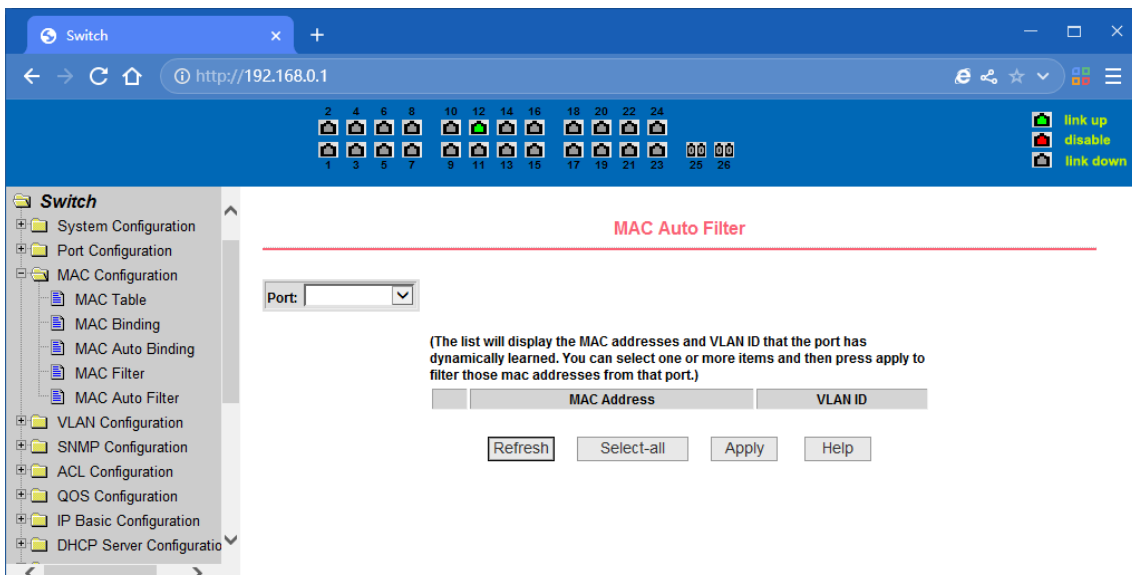 Switch
http://192.168.0.1
2 4 6 8 10 12 14 16 18 20 22 24
1 3 5 7 9 11 13 15 17 19 21 23 25 26
link up
disable
link down
Switch
System Configuration
Port Configuration
MAC Configuration
MAC Table
MAC Binding
MAC Auto Binding
MAC Filter
MAC Auto Filter
VLAN Configuration
SNMP Configuration
ACL Configuration
QOS Configuration
IP Basic Configuration
DHCP Server Configuratio
MAC Auto Filter
Port:
(The list will display the MAC addresses and VLAN ID that the port has
dynamically learned. You can select one or more items and then press apply to
filter those mac addresses from that port.)
MAC Address VLAN ID
Refresh Select-all Apply Help